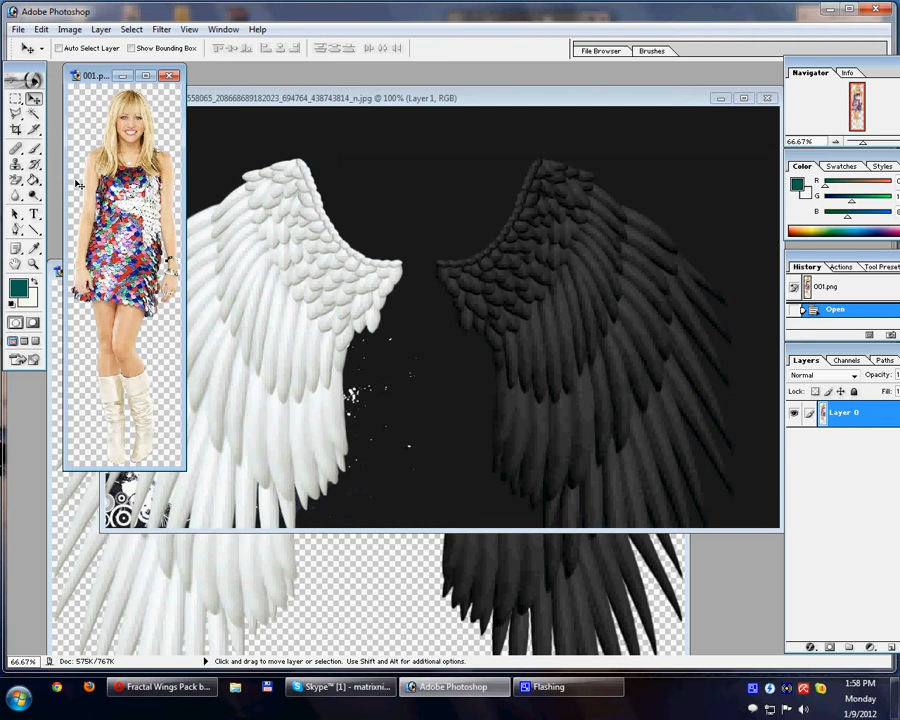 Adobe Photoshop
File Edit Image Layer Select Filter View Window Help
Auto Select Layer Show Bounding Box File Browser Brushes
001.p...
558065_208668689182023_694764_438743814_n.jpg @ 100% (Layer 1, RGB)
Navigator Info
66.67%
Color Swatches Styles
R
G
B
History Actions Tool Preset
001.png
Open
Layers Channels Paths
Normal Opacity: 1
Lock: Fill: 1
Layer 0
66.67% Doc: 575K/767K Click and drag to move layer or selection. Use Shift and Alt for additional options.
Fractal Wings Pack b... Skype™ [1] - matrixni... Adobe Photoshop Flashing
1:58 PM
Monday
1/9/2012